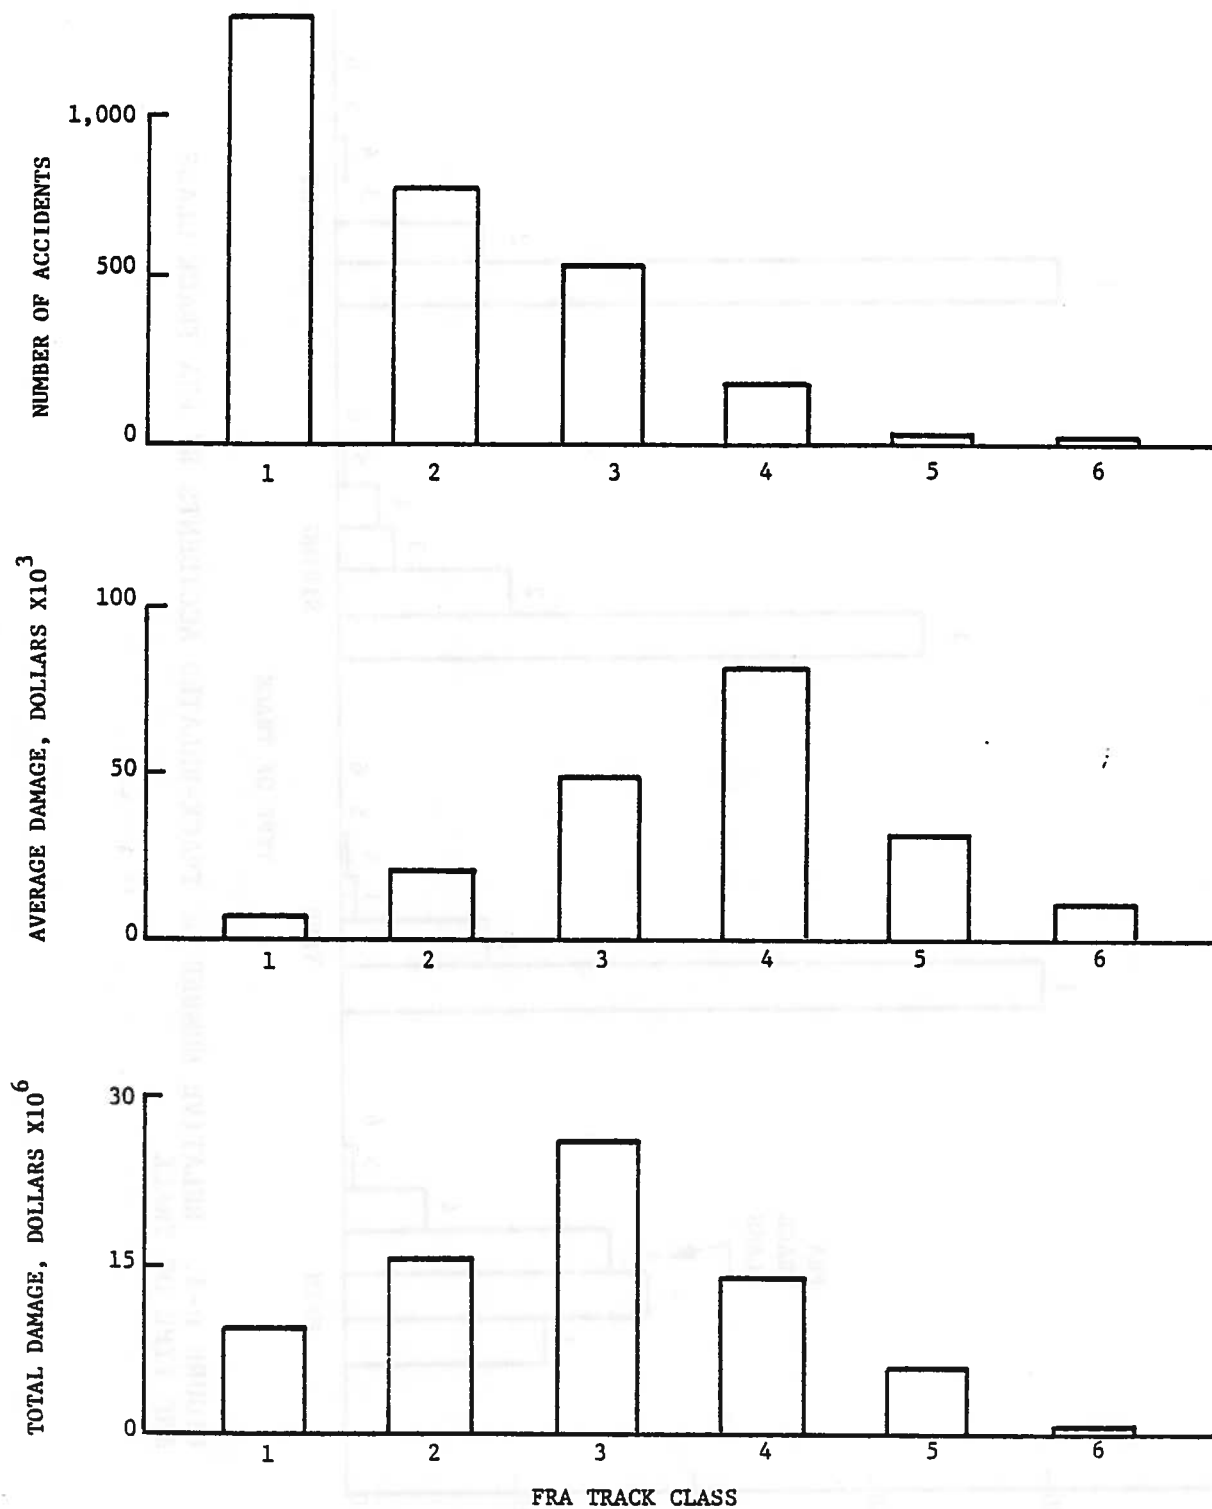 1,000
500
0
NUMBER OF ACCIDENTS
1 2 3 4 5 6
100
50
0
AVERAGE DAMAGE, DOLLARS X10³
1 2 3 4 5 6
30
15
0
TOTAL DAMAGE, DOLLARS X10⁶
1 2 3 4 5 6
FRA TRACK CLASS